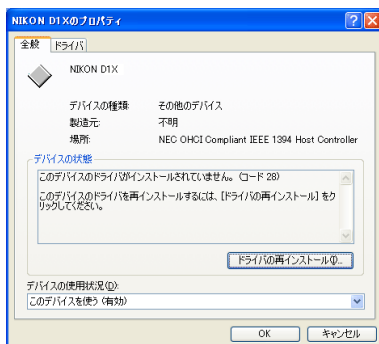 NIKON D1Xのプロパティ
全般 ドライバ
NIKON D1X
デバイスの種類: その他のデバイス
製造元: 不明
場所: NEC OHCI Compliant IEEE 1394 Host Controller
デバイスの状態
このデバイスのドライバがインストールされていません。(コード 28)
このデバイスのドライバを再インストールするには、[ドライバの再インストール] をク
リックしてください。
ドライバの再インストール(I)...
デバイスの使用状況(D):
このデバイスを使う (有効)
OK キャンセル